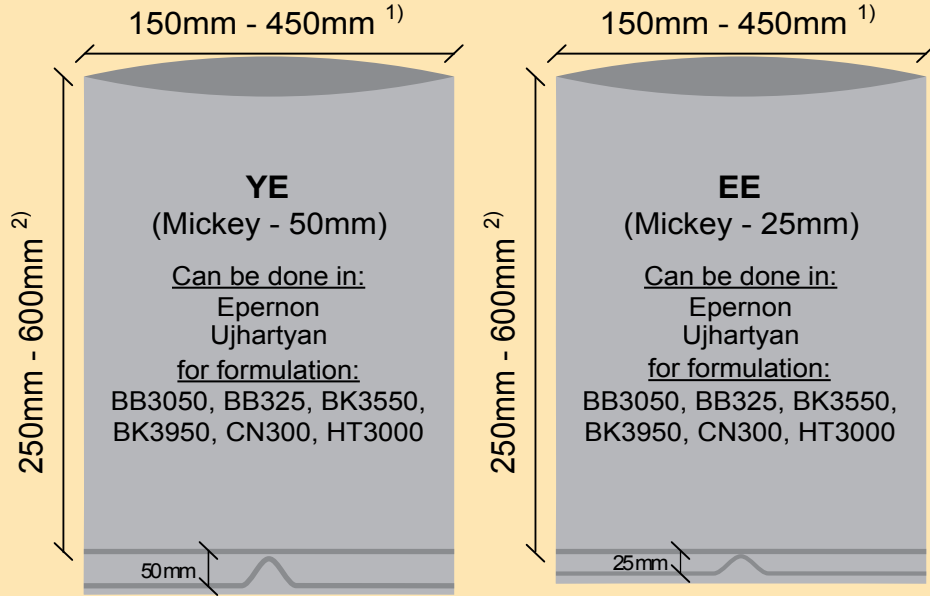 150mm - 450mm 1)
250mm - 600mm 2)
YE
(Mickey - 50mm)
Can be done in:
Epernon
Ujhartyan
for formulation:
BB3050, BB325, BK3550,
BK3950, CN300, HT3000
50mm
150mm - 450mm 1)
250mm - 600mm 2)
EE
(Mickey - 25mm)
Can be done in:
Epernon
Ujhartyan
for formulation:
BB3050, BB325, BK3550,
BK3950, CN300, HT3000
25mm